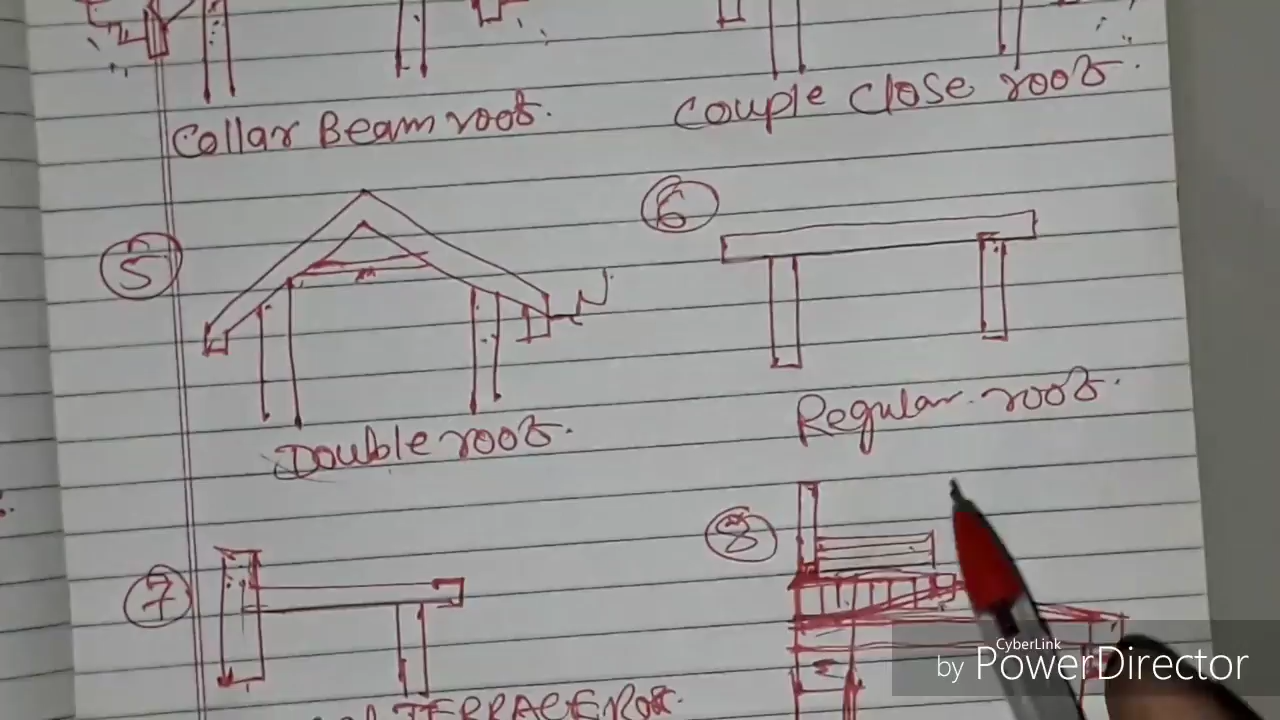 Collar Beam roof.
Couple Close roof.
5
6
N
Double roof.
Regular roof.
7
8
TERRACE Roof.
CyberLink
by PowerDirector